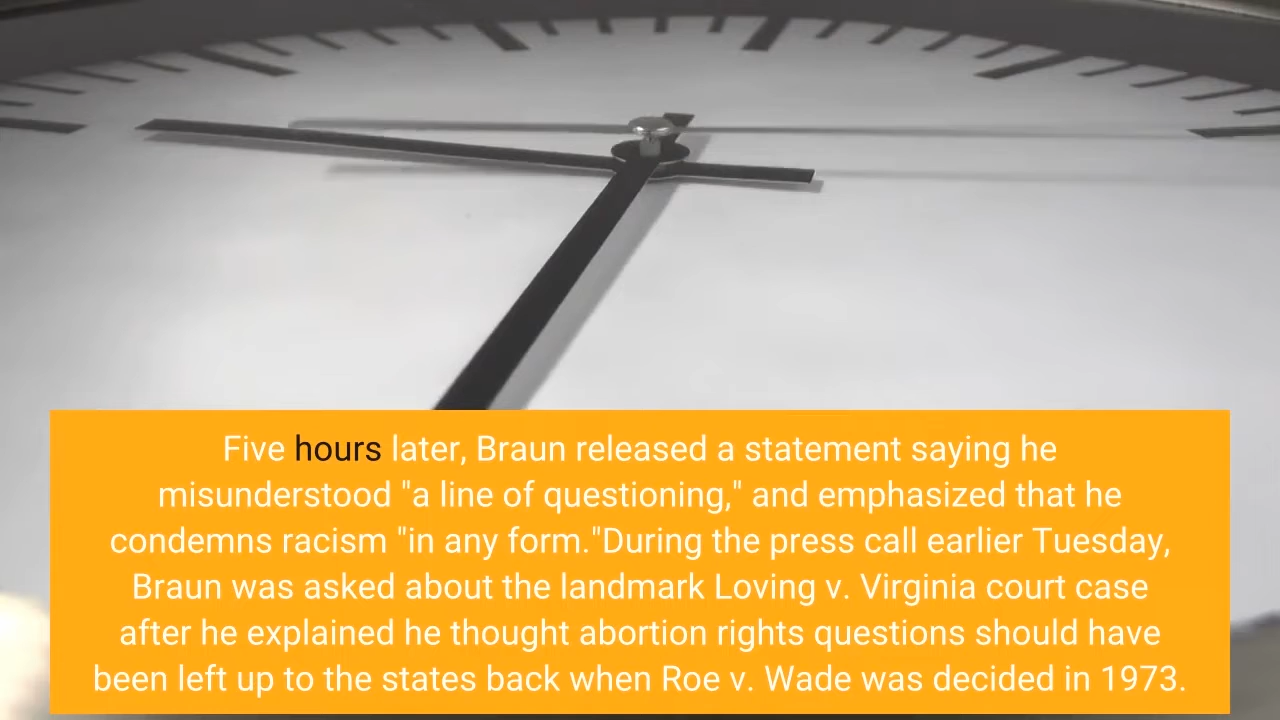 Five hours later, Braun released a statement saying he
misunderstood "a line of questioning," and emphasized that he
condemns racism "in any form."During the press call earlier Tuesday,
Braun was asked about the landmark Loving v. Virginia court case
after he explained he thought abortion rights questions should have
been left up to the states back when Roe v. Wade was decided in 1973.